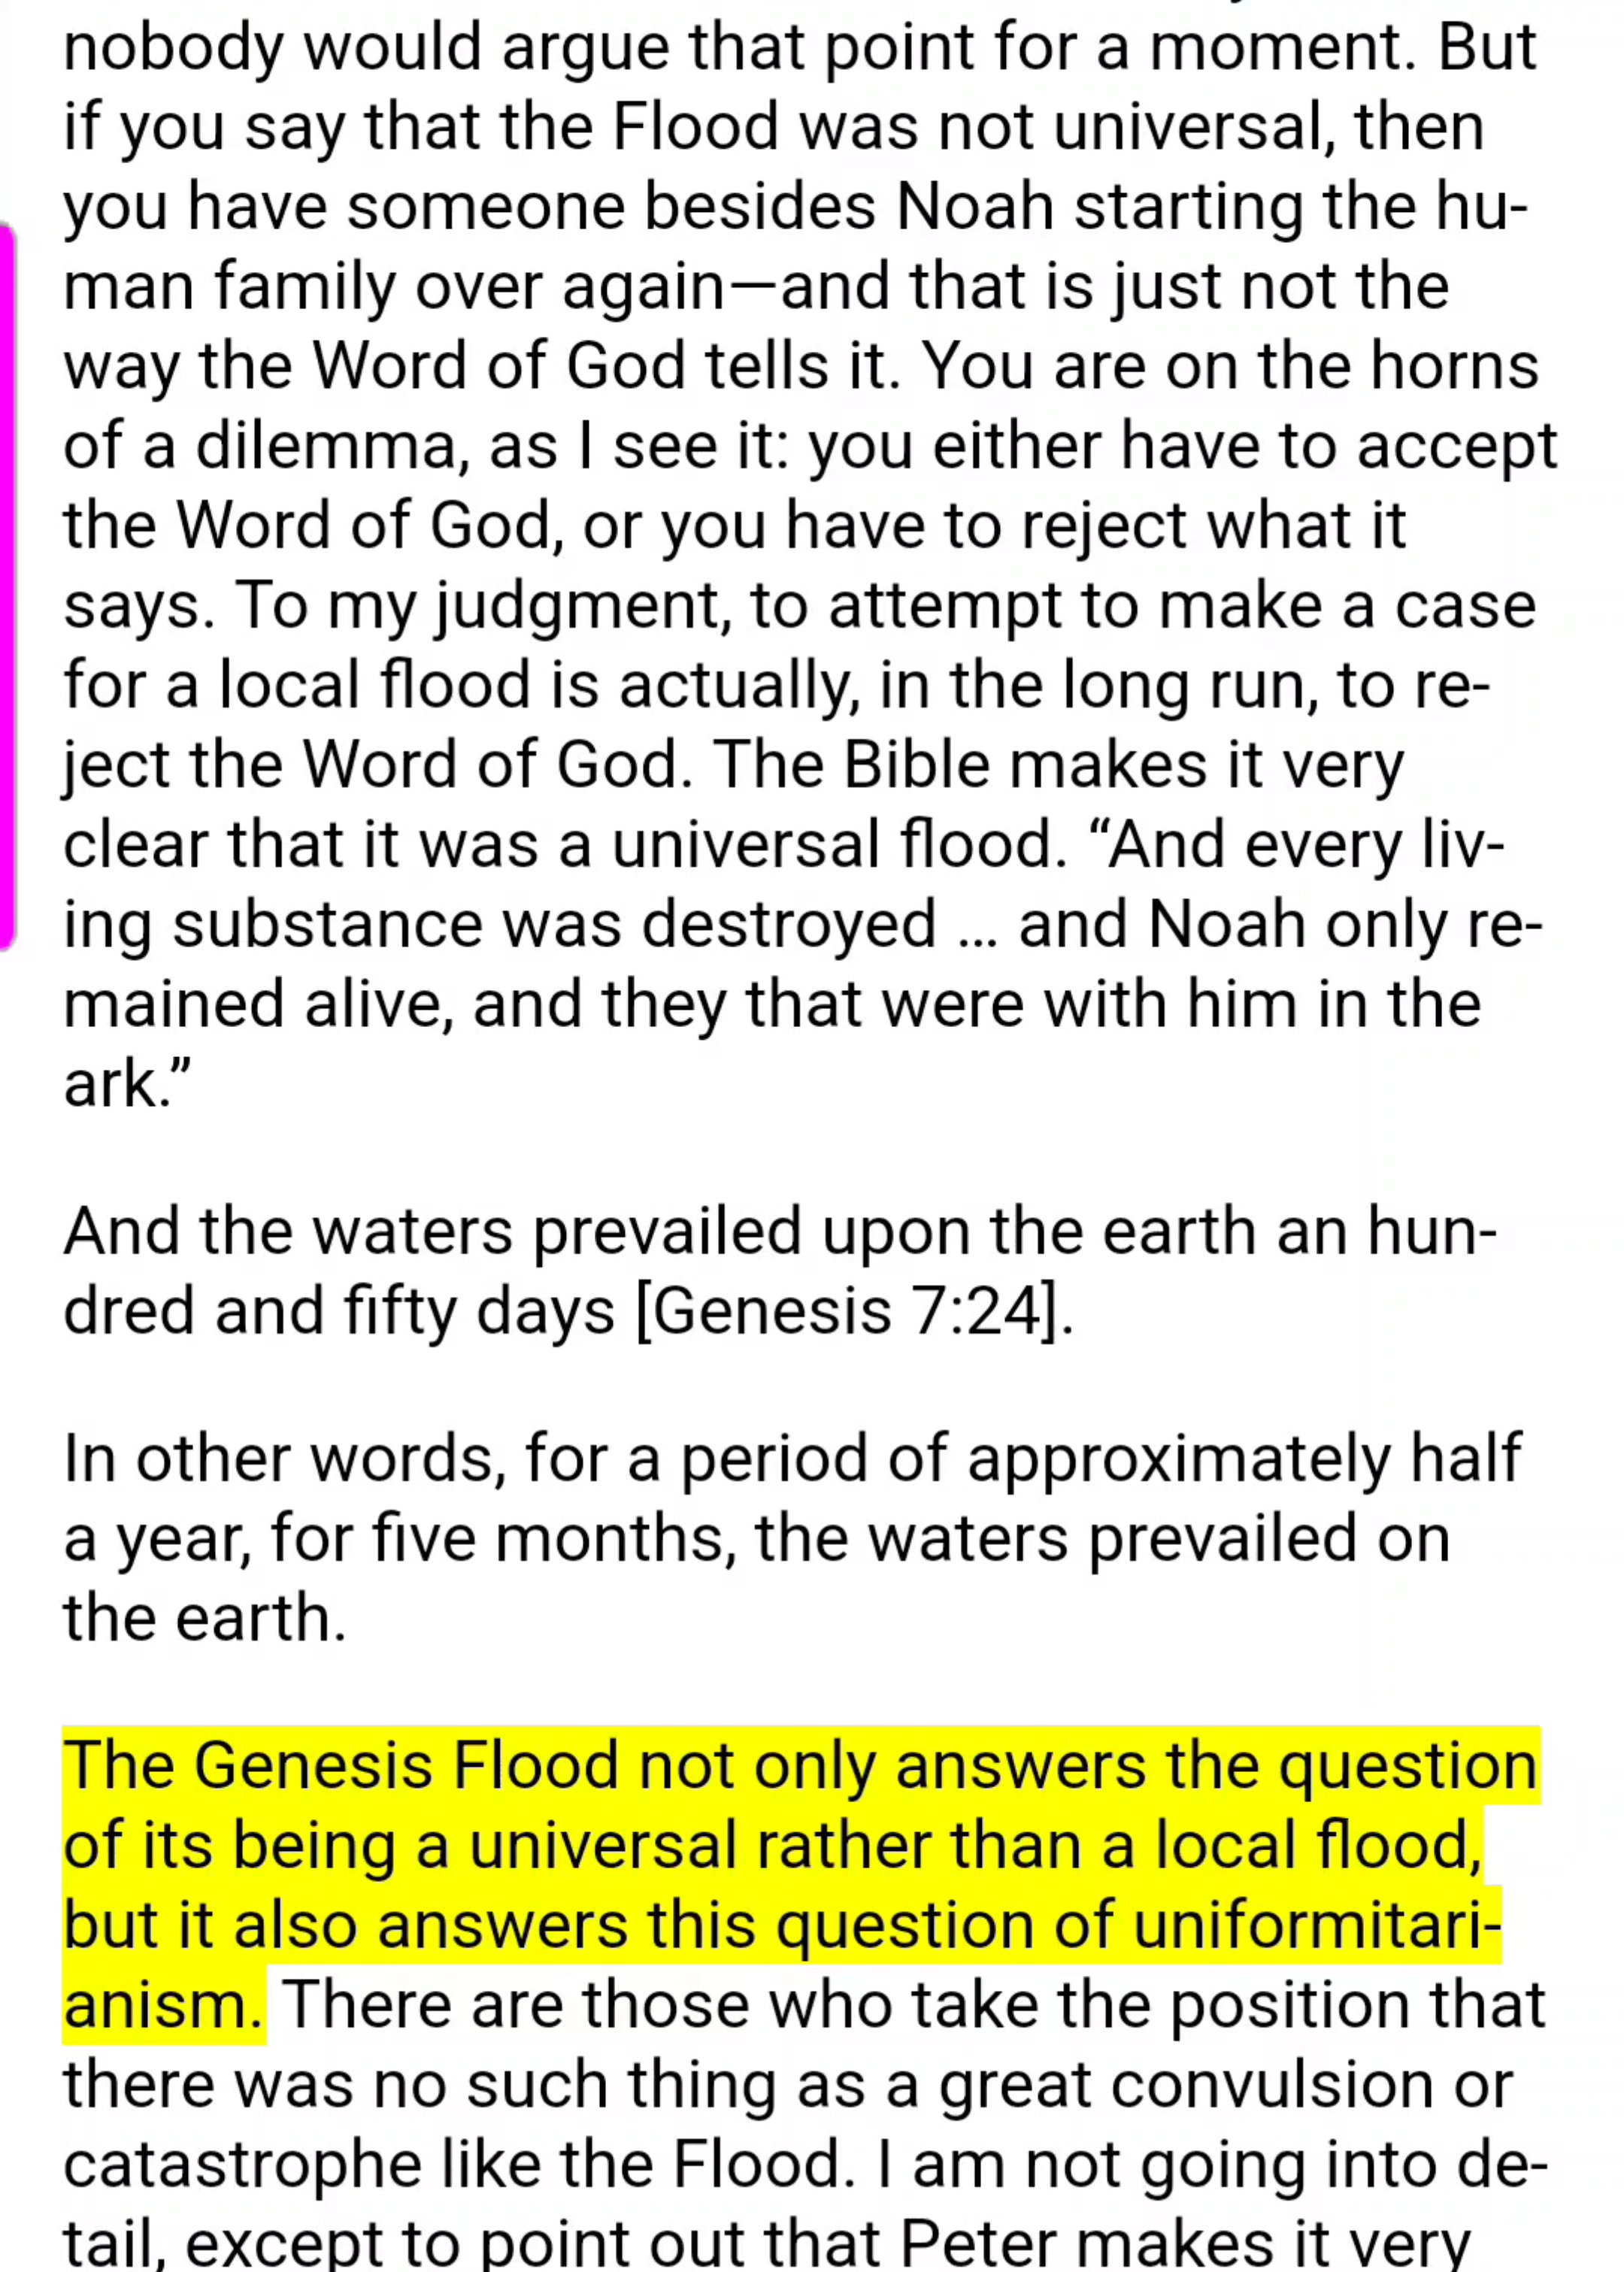 nobody would argue that point for a moment. But
if you say that the Flood was not universal, then
you have someone besides Noah starting the hu-
man family over again—and that is just not the
way the Word of God tells it. You are on the horns
of a dilemma, as I see it: you either have to accept
the Word of God, or you have to reject what it
says. To my judgment, to attempt to make a case
for a local flood is actually, in the long run, to re-
ject the Word of God. The Bible makes it very
clear that it was a universal flood. “And every liv-
ing substance was destroyed … and Noah only re-
mained alive, and they that were with him in the
ark.”
And the waters prevailed upon the earth an hun-
dred and fifty days [Genesis 7:24].
In other words, for a period of approximately half
a year, for five months, the waters prevailed on
the earth.
The Genesis Flood not only answers the question
of its being a universal rather than a local flood,
but it also answers this question of uniformitari-
anism. There are those who take the position that
there was no such thing as a great convulsion or
catastrophe like the Flood. I am not going into de-
tail, except to point out that Peter makes it very